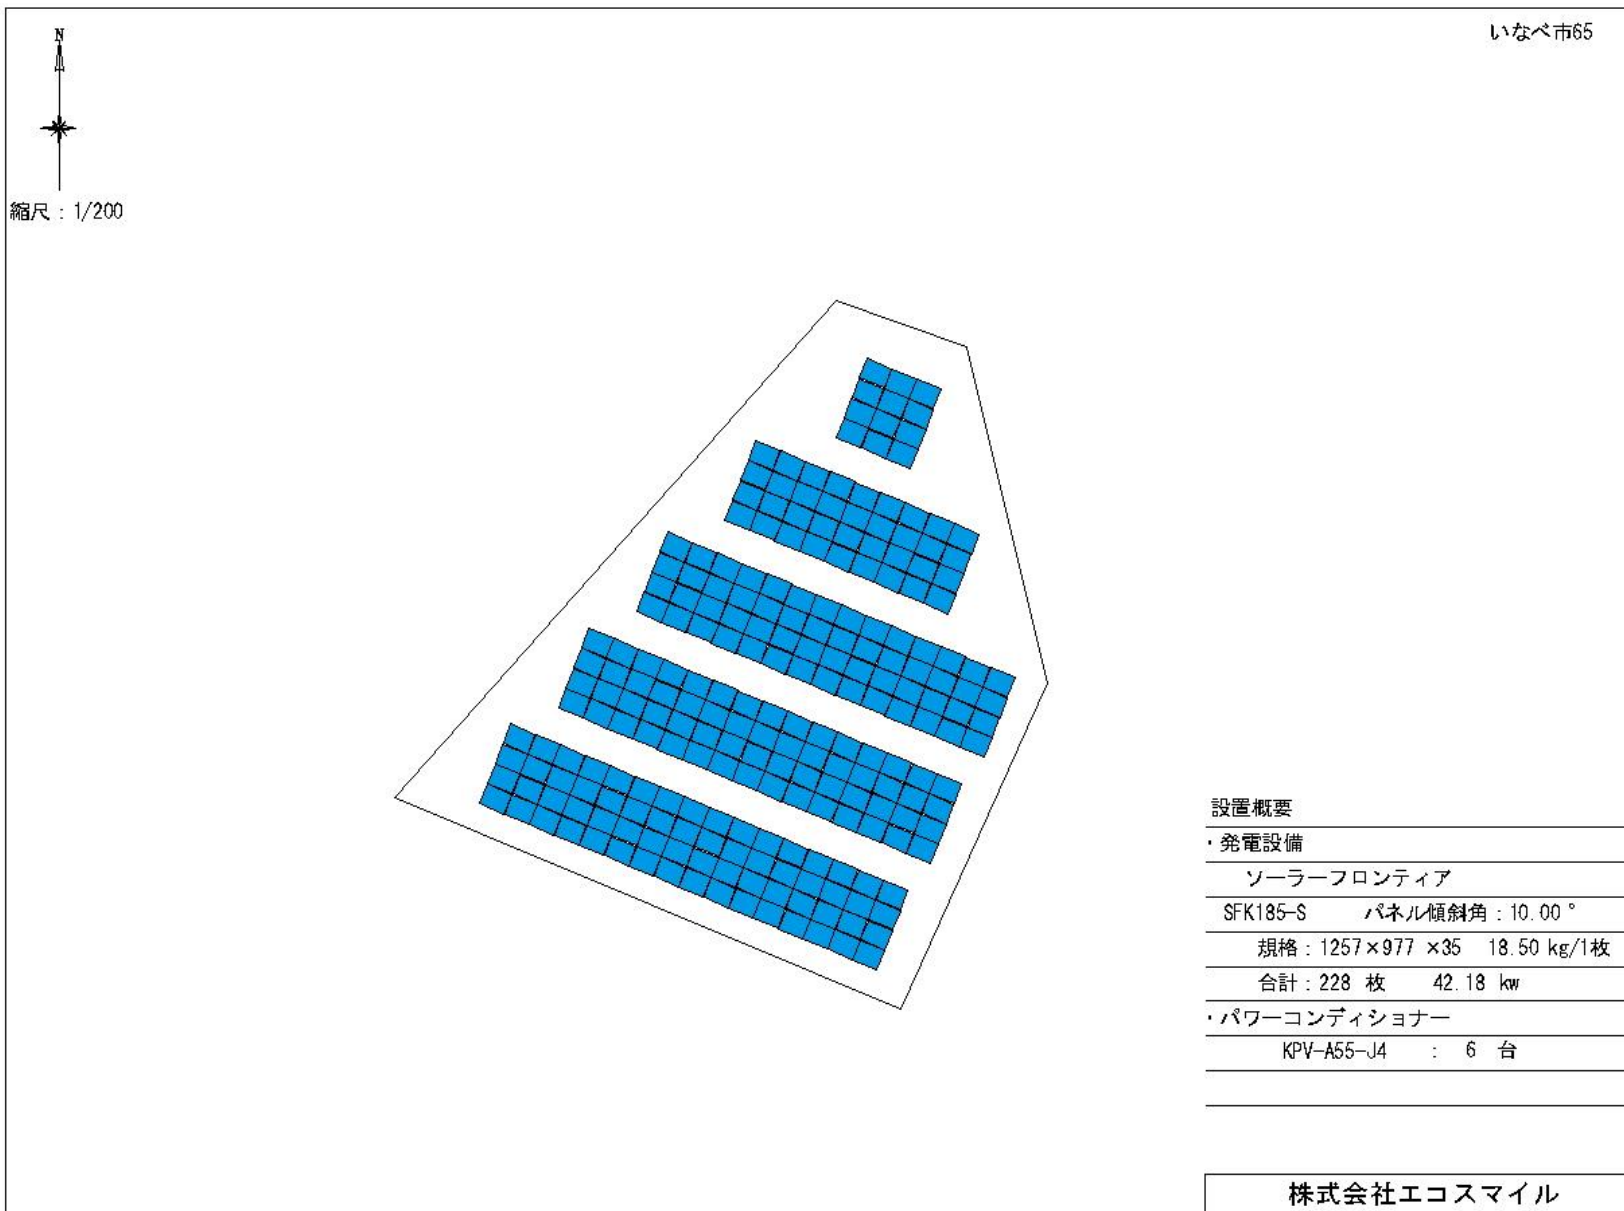 N
いなべ市65
縮尺：1/200
設置概要
・発電設備
ソーラーフロンティア
SFK185-S パネル傾斜角：10.00°
規格：1257×977 ×35 18.50 kg/1枚
合計：228 枚 42.18 kw
・パワーコンディショナー
KPV-A55-J4 ： 6 台
株式会社エコスマイル